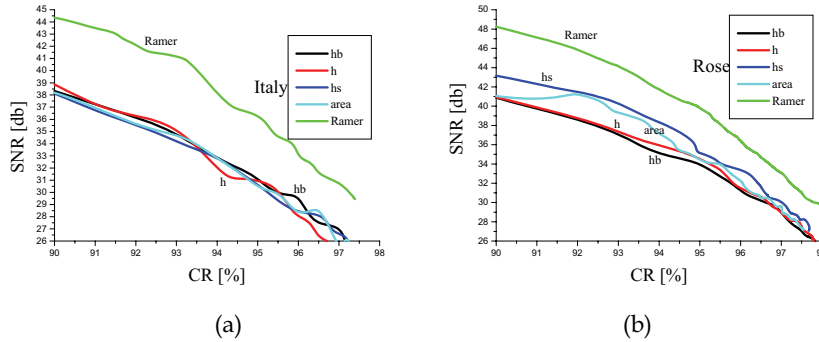 45
44
43
42
41
40
39
38
37
36
35
34
33
32
31
30
29
28
27
26
SNR [db]
90 91 92 93 94 95 96 97 98
CR [%]
Ramer
Italy
h
hb
hb
h
hs
area
Ramer
(a)
50
48
46
44
42
40
38
36
34
32
30
28
26
SNR [db]
90 91 92 93 94 95 96 97 98
CR [%]
Ramer
Rose
hs
area
h
hb
hb
h
hs
area
Ramer
(b)